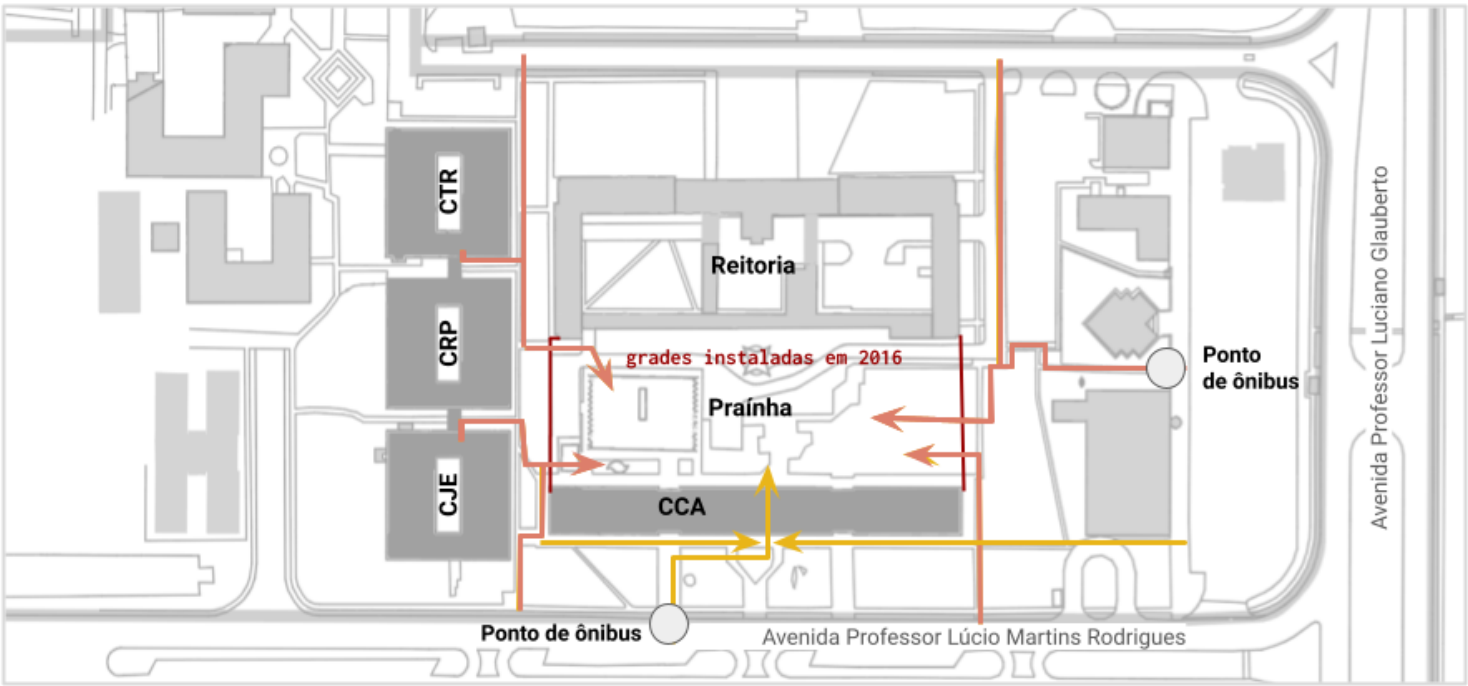 CTR
Reitoria
CRP
grades instaladas em 2016
Ponto
de ônibus
Praínha
CJE
CCA
Ponto de ônibus
Avenida Professor Lúcio Martins Rodrigues
Avenida Professor Luciano Glauberto